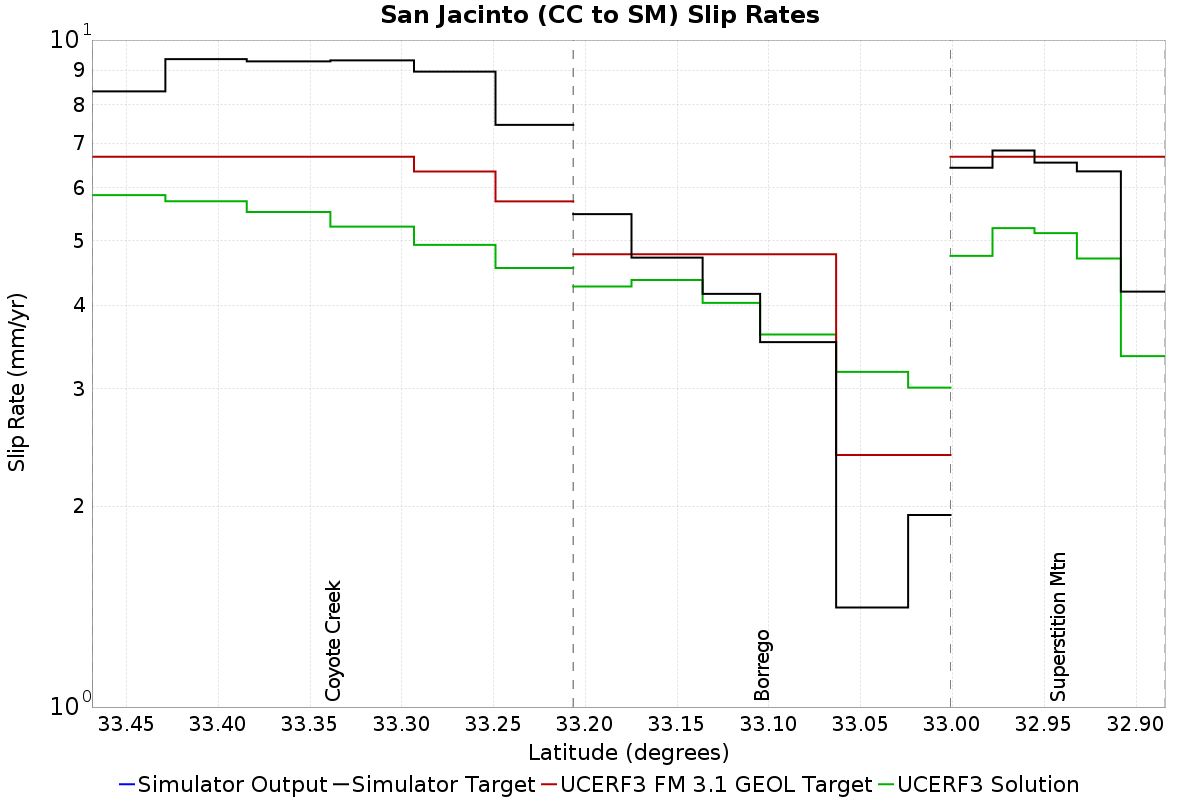 San Jacinto (CC to SM) Slip Rates
10^1
9
8
7
6
5
4
3
2
10^0
Slip Rate (mm/yr)
Coyote Creek
Borrego
Superstition Mtn
33.45 33.40 33.35 33.30 33.25 33.20 33.15 33.10 33.05 33.00 32.95 32.90
Latitude (degrees)
Simulator Output Simulator Target UCERF3 FM 3.1 GEOL Target UCERF3 Solution